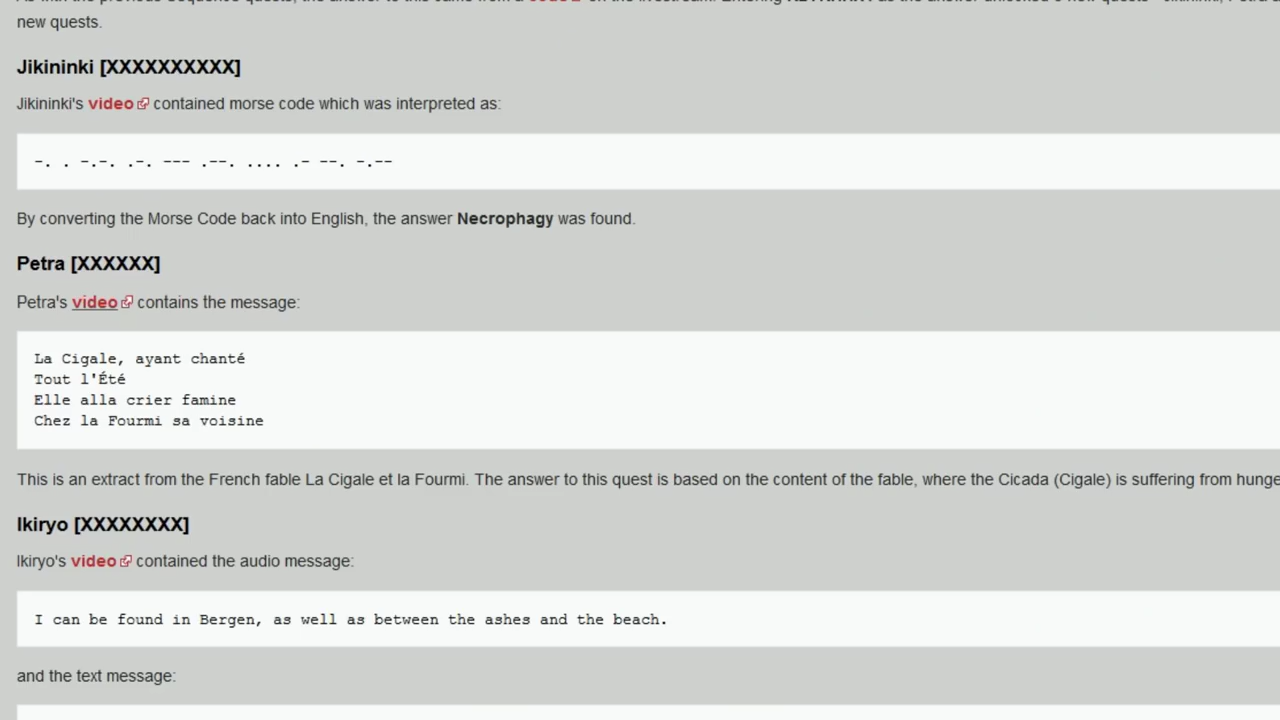 new quests.
Jikininki [XXXXXXXXXX]
Jikininki's video contained morse code which was interpreted as:
-. . -.-. .-. --- .--. .... .- --. -.--
By converting the Morse Code back into English, the answer Necrophagy was found.
Petra [XXXXXX]
Petra's video contains the message:
La Cigale, ayant chanté
Tout l'Été
Elle alla crier famine
Chez la Fourmi sa voisine
This is an extract from the French fable La Cigale et la Fourmi. The answer to this quest is based on the content of the fable, where the Cicada (Cigale) is suffering from hunge
Ikiryo [XXXXXXXX]
Ikiryo's video contained the audio message:
I can be found in Bergen, as well as between the ashes and the beach.
and the text message: